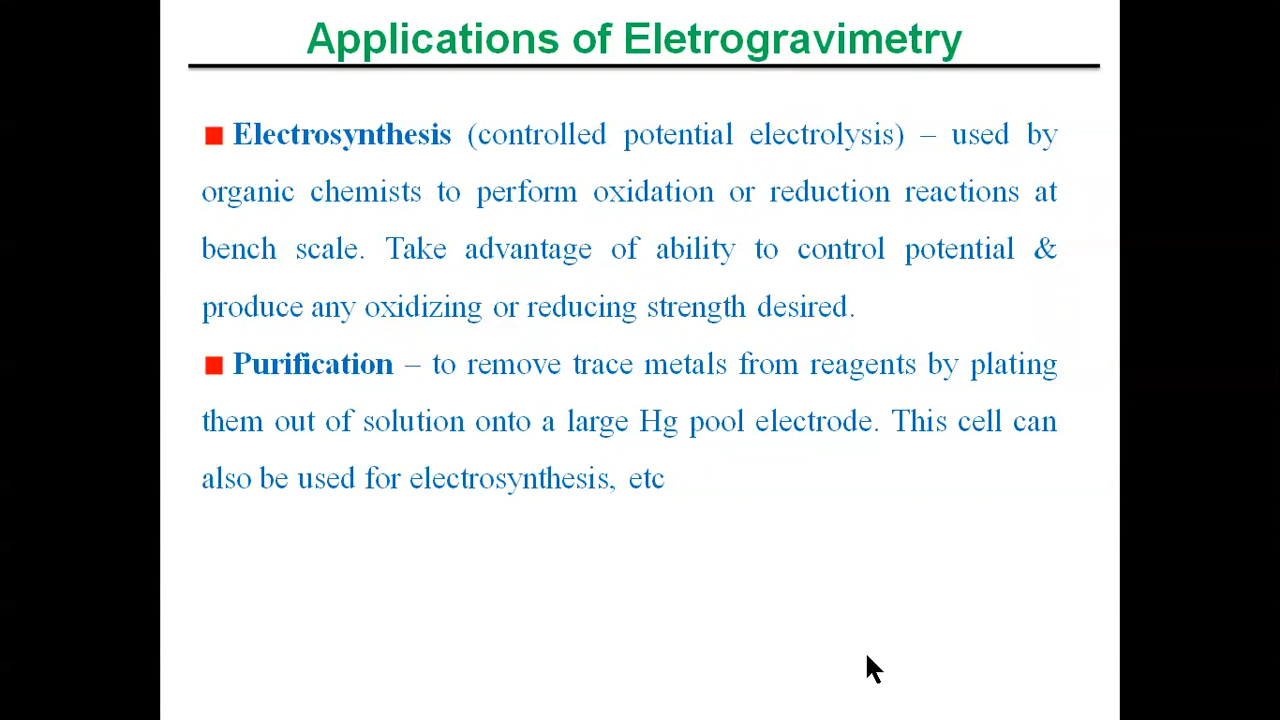 Applications of Eletrogravimetry
Electrosynthesis (controlled potential electrolysis) – used by
organic chemists to perform oxidation or reduction reactions at
bench scale. Take advantage of ability to control potential &
produce any oxidizing or reducing strength desired.
Purification – to remove trace metals from reagents by plating
them out of solution onto a large Hg pool electrode. This cell can
also be used for electrosynthesis, etc